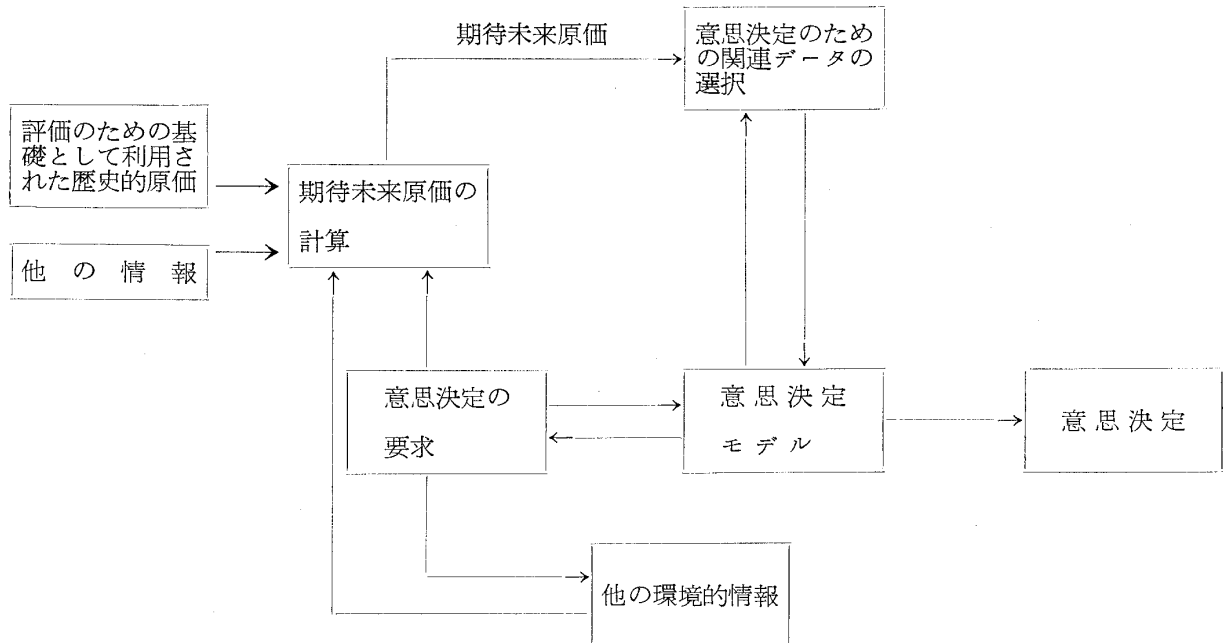 期待未来原価
意思決定のため
の関連データの
選択
評価のための基
礎として利用さ
れた歴史的原価
期待未来原価の
計算
他の情報
意思決定の
要求
意思決定
モデル
意思決定
他の環境的情報